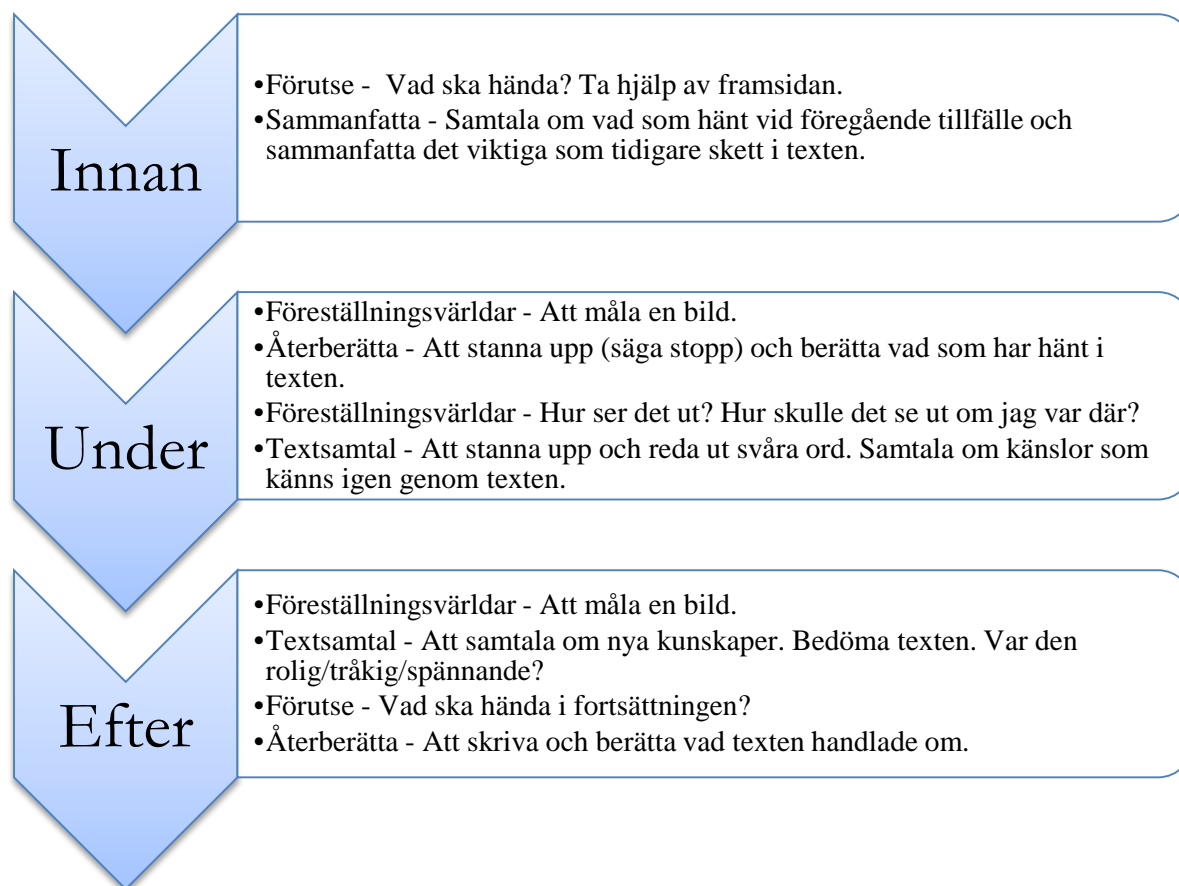 Innan
•Förutse - Vad ska hända? Ta hjälp av framsidan.
•Sammanfatta - Samtala om vad som hänt vid föregående tillfälle och
sammanfatta det viktiga som tidigare skett i texten.
Under
•Föreställningsvärldar - Att måla en bild.
•Återberätta - Att stanna upp (säga stopp) och berätta vad som har hänt i
texten.
•Föreställningsvärldar - Hur ser det ut? Hur skulle det se ut om jag var där?
•Textsamtal - Att stanna upp och reda ut svåra ord. Samtala om känslor som
känns igen genom texten.
Efter
•Föreställningsvärldar - Att måla en bild.
•Textsamtal - Att samtala om nya kunskaper. Bedöma texten. Var den
rolig/tråkig/spännande?
•Förutse - Vad ska hända i fortsättningen?
•Återberätta - Att skriva och berätta vad texten handlade om.